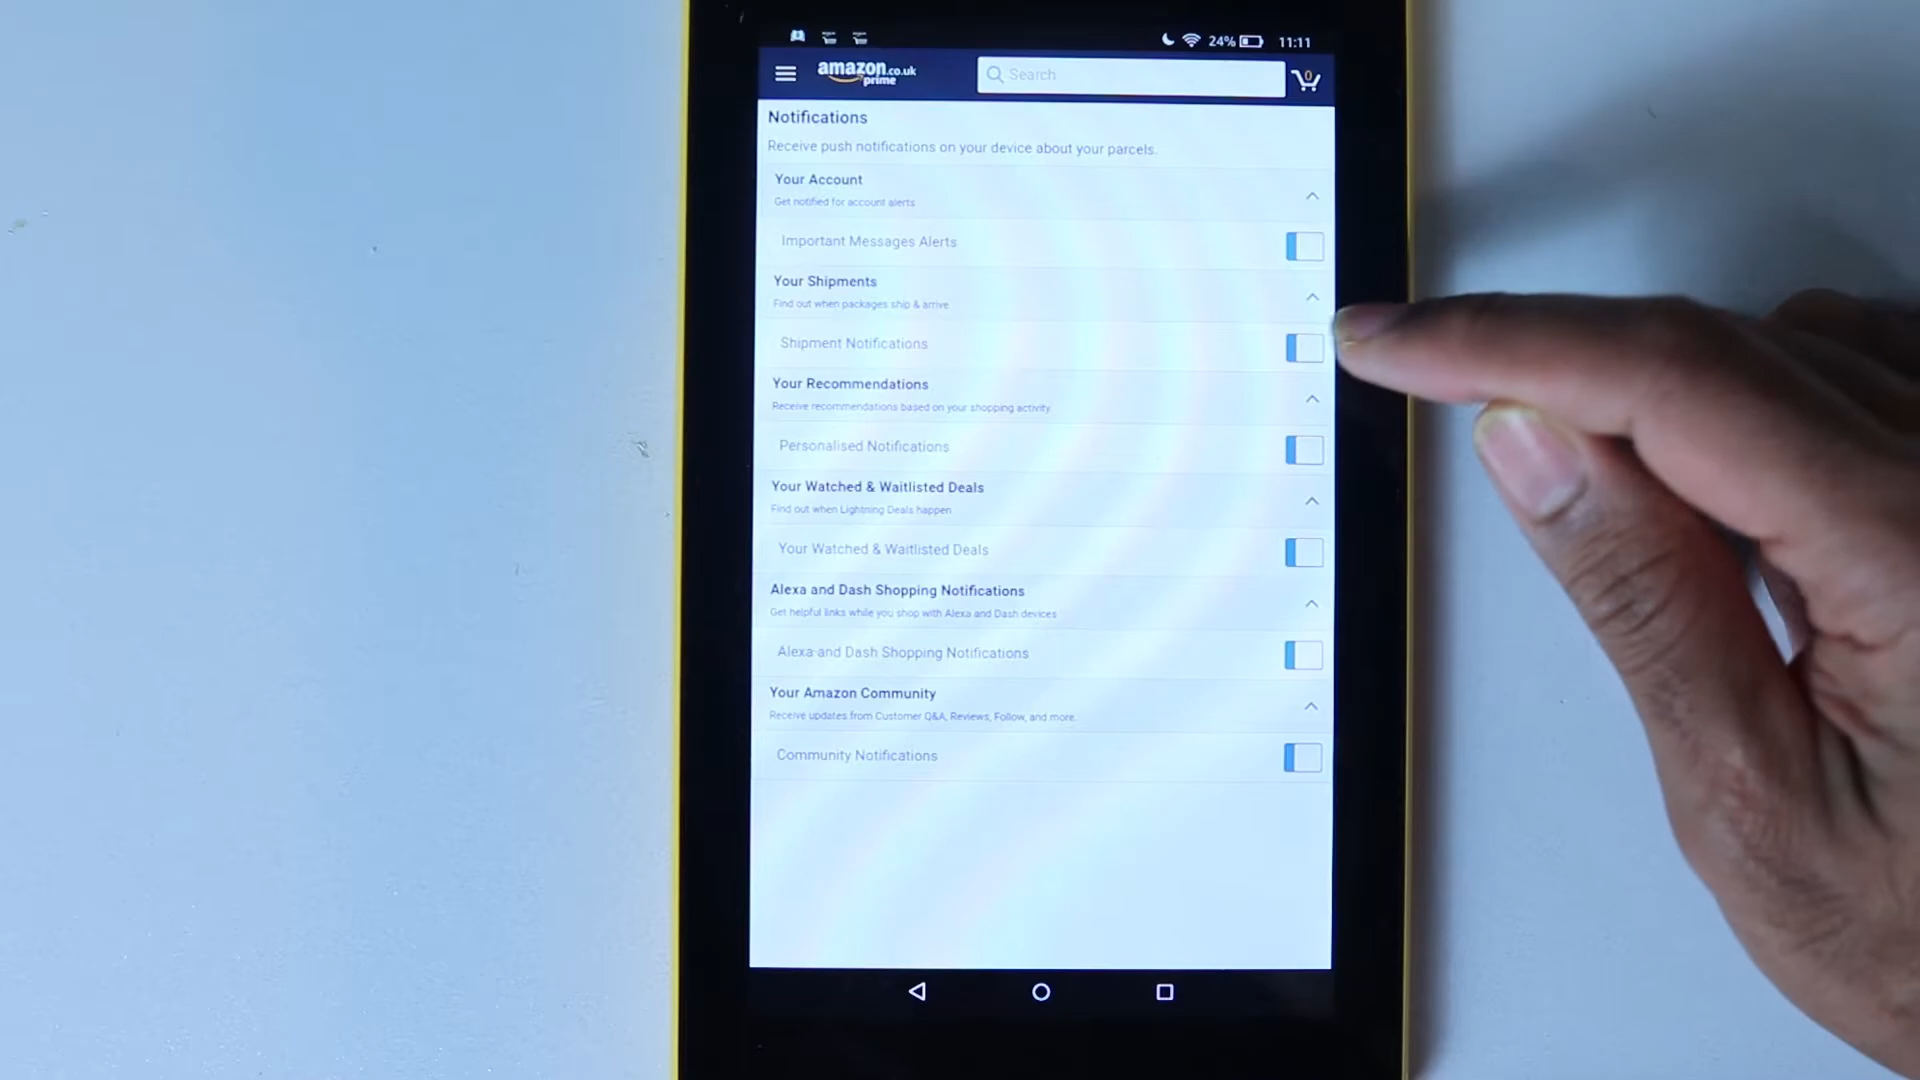 24% 11:11
amazon.co.uk
prime
Search
0
Notifications
Receive push notifications on your device about your parcels.
Your Account
Get notified for account alerts
Important Messages Alerts
Your Shipments
Find out when packages ship & arrive
Shipment Notifications
Your Recommendations
Receive recommendations based on your shopping activity
Personalised Notifications
Your Watched & Waitlisted Deals
Find out when Lightning Deals happen
Your Watched & Waitlisted Deals
Alexa and Dash Shopping Notifications
Get helpful links while you shop with Alexa and Dash devices
Alexa and Dash Shopping Notifications
Your Amazon Community
Receive updates from Customer Q&A, Reviews, Follow, and more.
Community Notifications